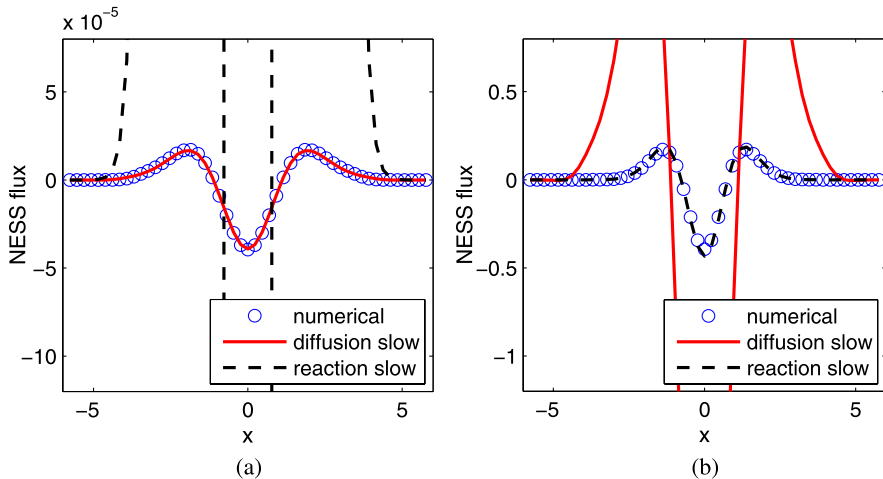 x 10⁻⁵
5
0
−5
−10
NESS flux
−5
0
5
x
numerical
diffusion slow
reaction slow
(a)
0.5
0
−0.5
−1
NESS flux
−5
0
5
x
numerical
diffusion slow
reaction slow
(b)